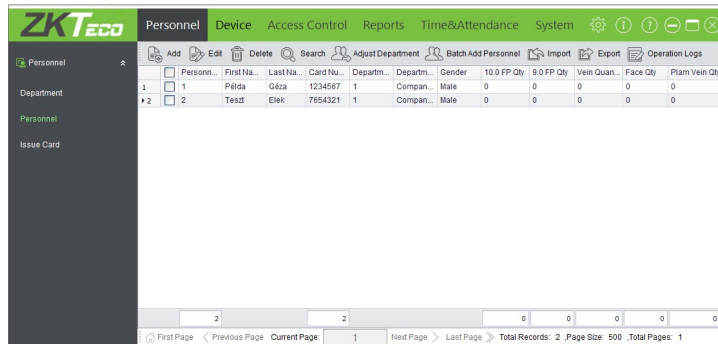 ZKTeco Personnel Device Access Control Reports Time&Attendance System
Add Edit Delete Search Adjust Department Batch Add Personnel Import Export Operation Logs
Personnel
Department
Personnel
Issue Card
Personn... First Na... Last Na... Card Nu... Departm... Departm... Gender 10.0 FP Qty 9.0 FP Qty Vein Quan... Face Qty Plam Vein Qty
1 1 Példa Géza 1234567 1 Compan... Male 0 0 0 0 0
2 2 Teszt Elek 7654321 1 Compan... Male 0 0 0 0 0
2 2 0 0 0 0 0
First Page Previous Page Current Page: 1 Next Page Last Page Total Records: 2 ,Page Size: 500 ,Total Pages: 1